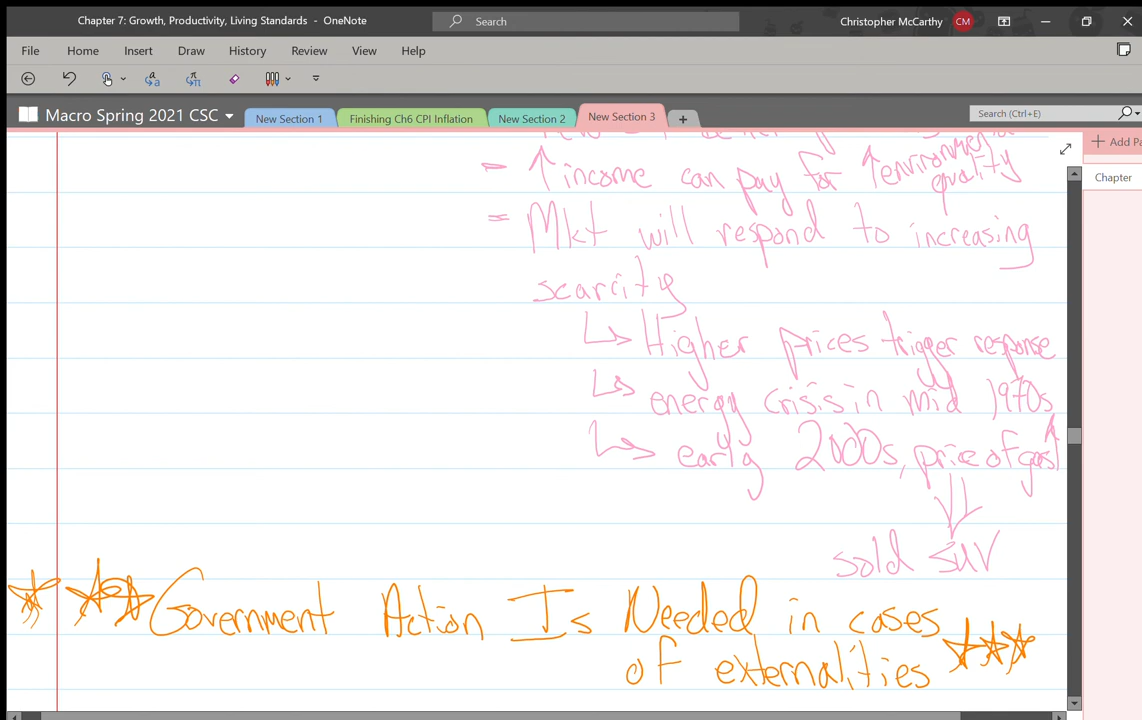 Chapter 7: Growth, Productivity, Living Standards - OneNote
Search
Christopher McCarthy
CM
File Home Insert Draw History Review View Help
Macro Spring 2021 CSC
New Section 1
Finishing Ch6 CPI Inflation
New Section 2
New Section 3
+
Search (Ctrl+E)
+ Add Pa
Chapter
= ↑ income can pay for ↑ environmental
quality
= Mkt will respond to increasing
scarcity
↳ Higher prices trigger response
↳ energy crisis in mid 1970s
↳ early 2000s, price of gas ↑
⇓
sold SUV
☆ ☆☆ Government Action Is Needed in cases
of externalities ☆☆☆